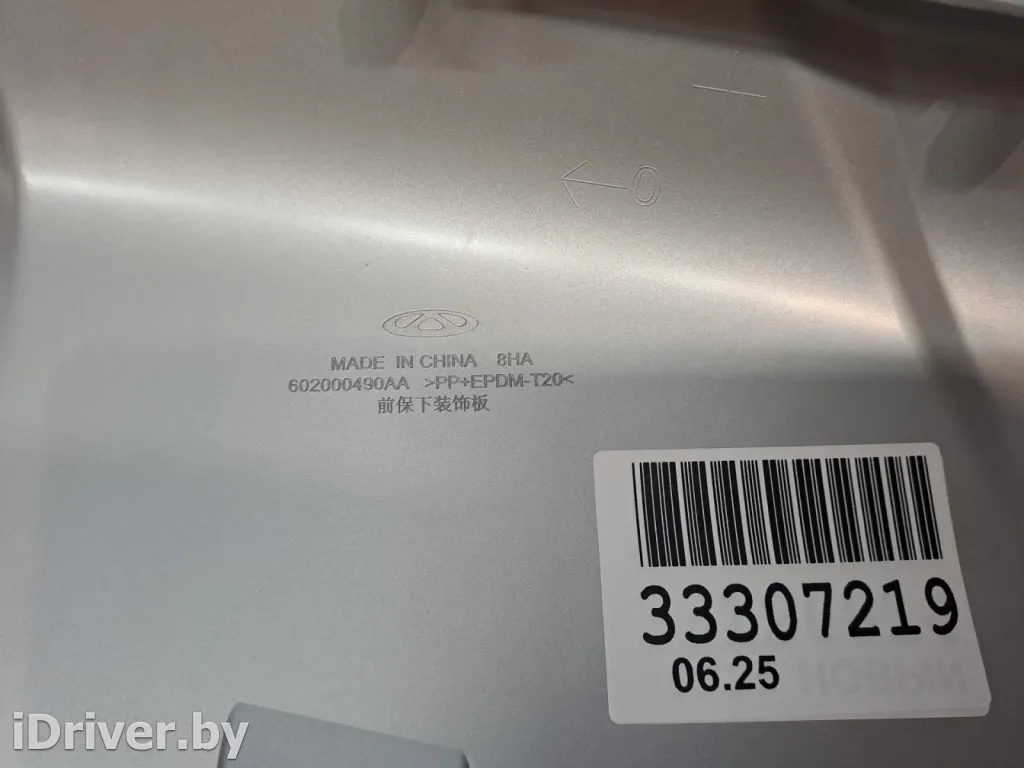 MADE IN CHINA 8HA
602000490AA >PP+EPDM-T20<
前保下装饰板
33307219
06.25 НОВЫЙ
iDriver.by